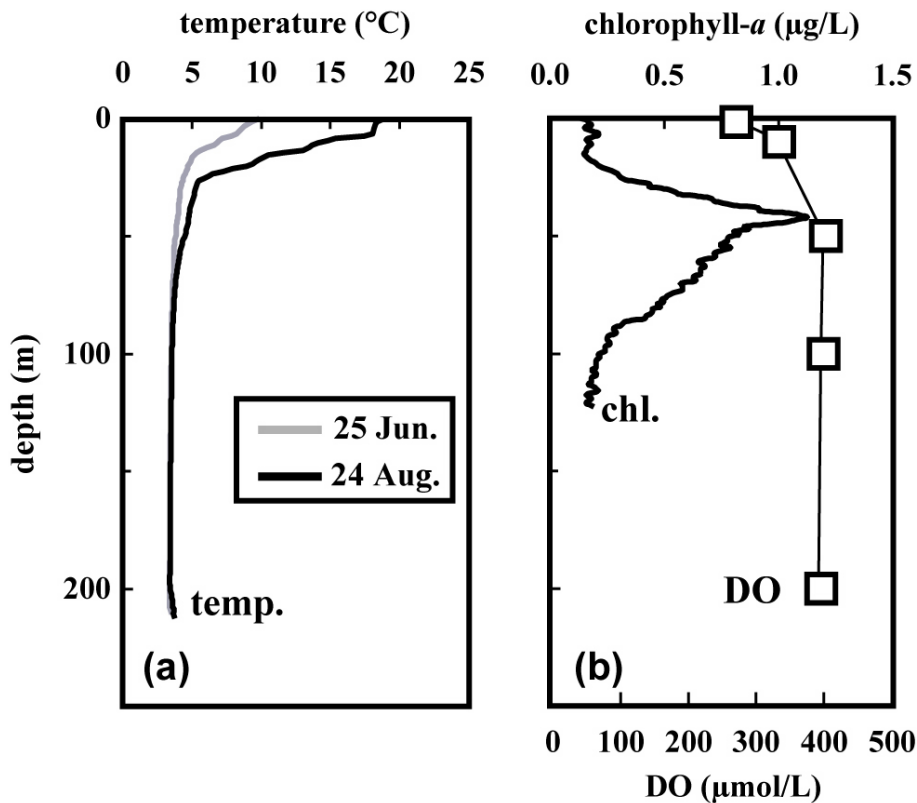 temperature (°C)
0 5 10 15 20 25
0
100
200
depth (m)
25 Jun.
24 Aug.
temp.
(a)
chlorophyll-a (μg/L)
0.0 0.5 1.0 1.5
chl.
DO
(b)
0 100 200 300 400 500
DO (μmol/L)